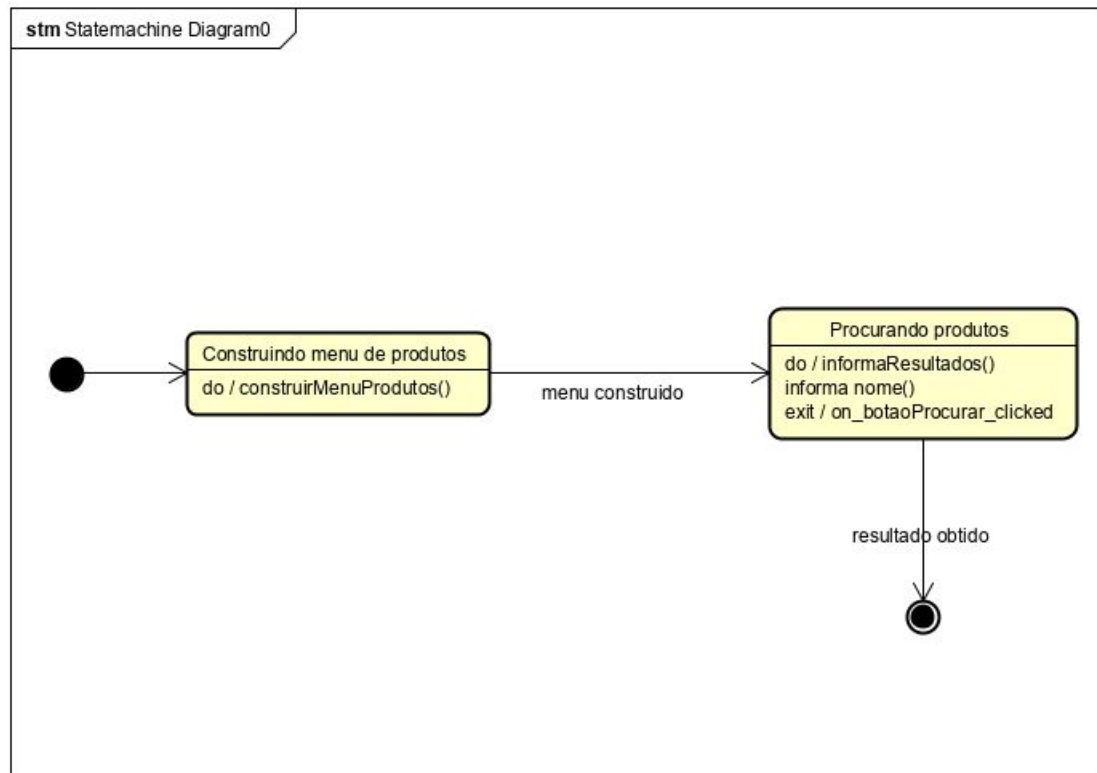 stm Statemachine Diagram0
Construindo menu de produtos
do / construirMenuProdutos()
menu construido
Procurando produtos
do / informaResultados()
informa nome()
exit / on_botaoProcurar_clicked
resultado obtido